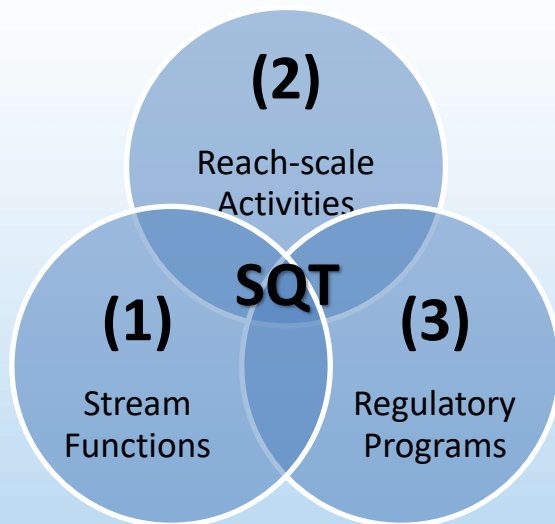 (2)
Reach-scale
Activities
SQT
(1)
Stream
Functions
(3)
Regulatory
Programs